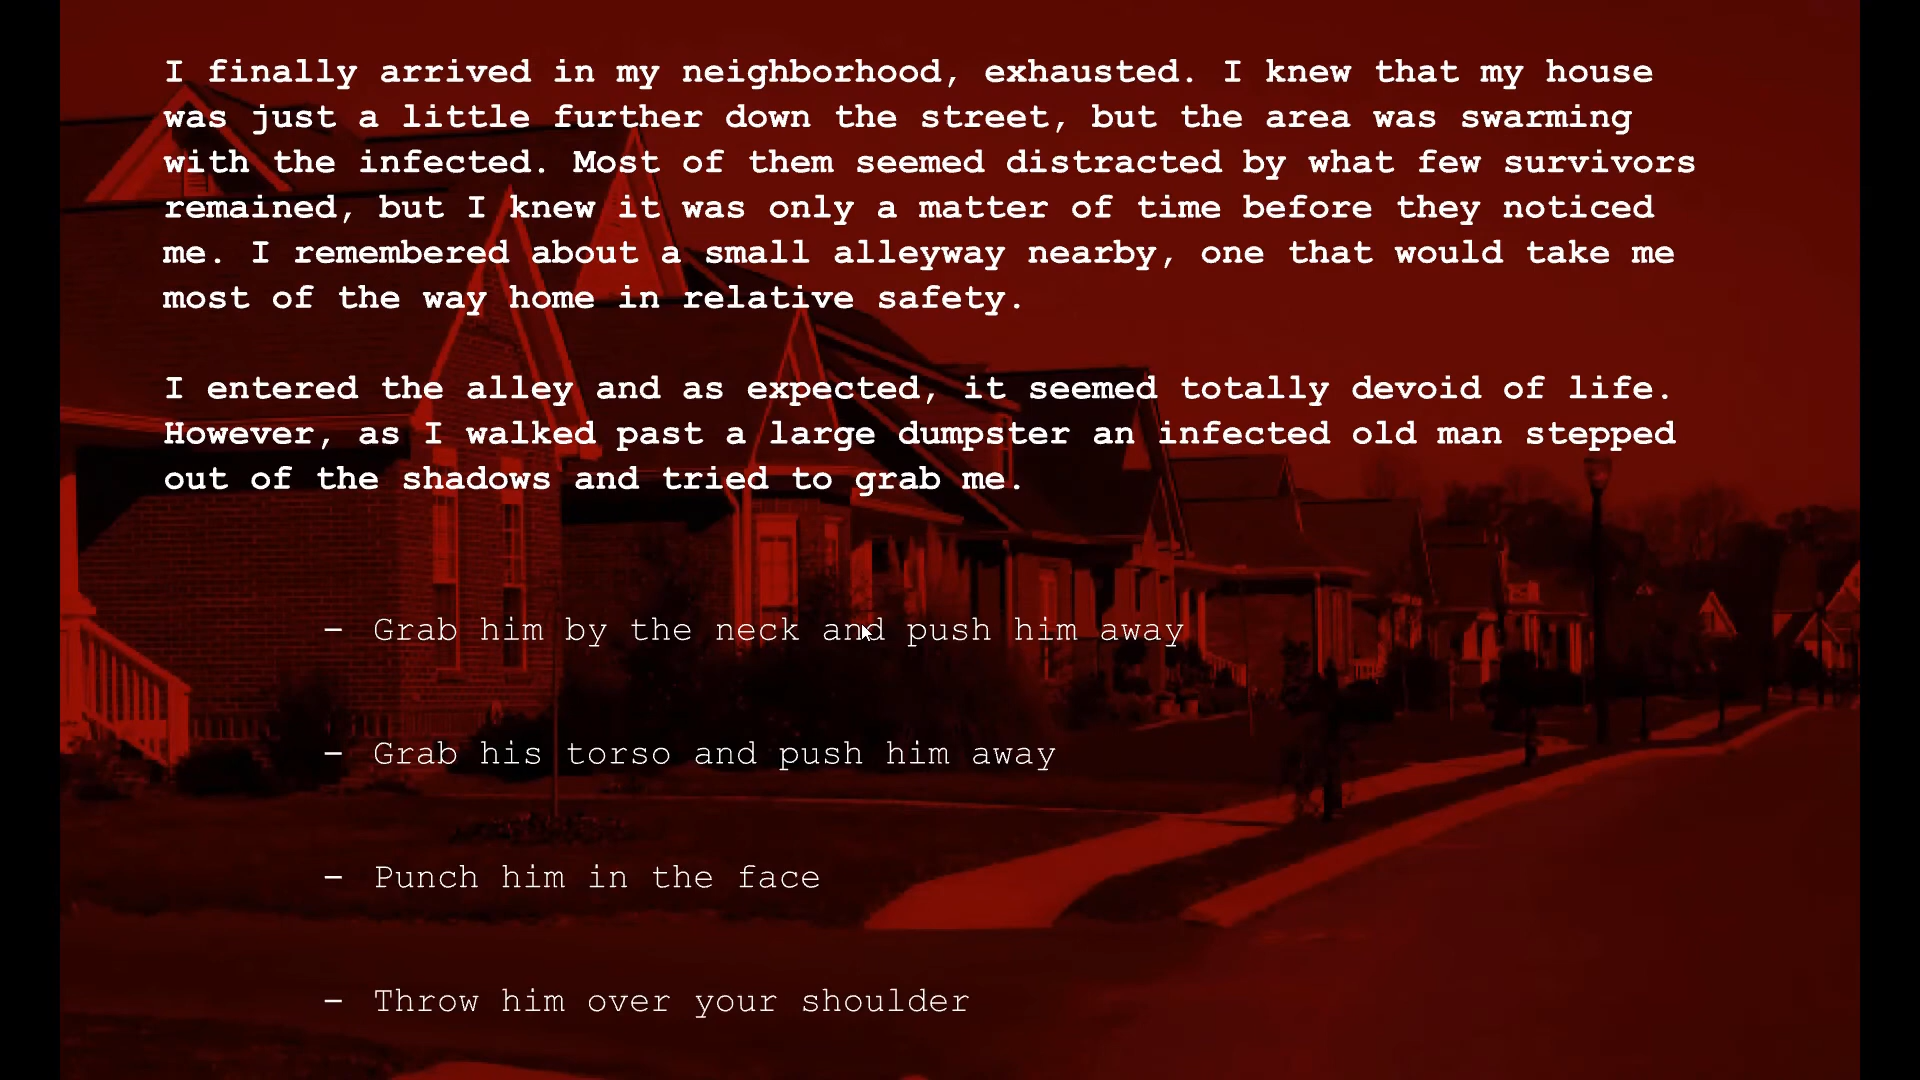 I finally arrived in my neighborhood, exhausted. I knew that my house
was just a little further down the street, but the area was swarming
with the infected. Most of them seemed distracted by what few survivors
remained, but I knew it was only a matter of time before they noticed
me. I remembered about a small alleyway nearby, one that would take me
most of the way home in relative safety.
I entered the alley and as expected, it seemed totally devoid of life.
However, as I walked past a large dumpster an infected old man stepped
out of the shadows and tried to grab me.
– Grab him by the neck and push him away
– Grab his torso and push him away
– Punch him in the face
– Throw him over your shoulder